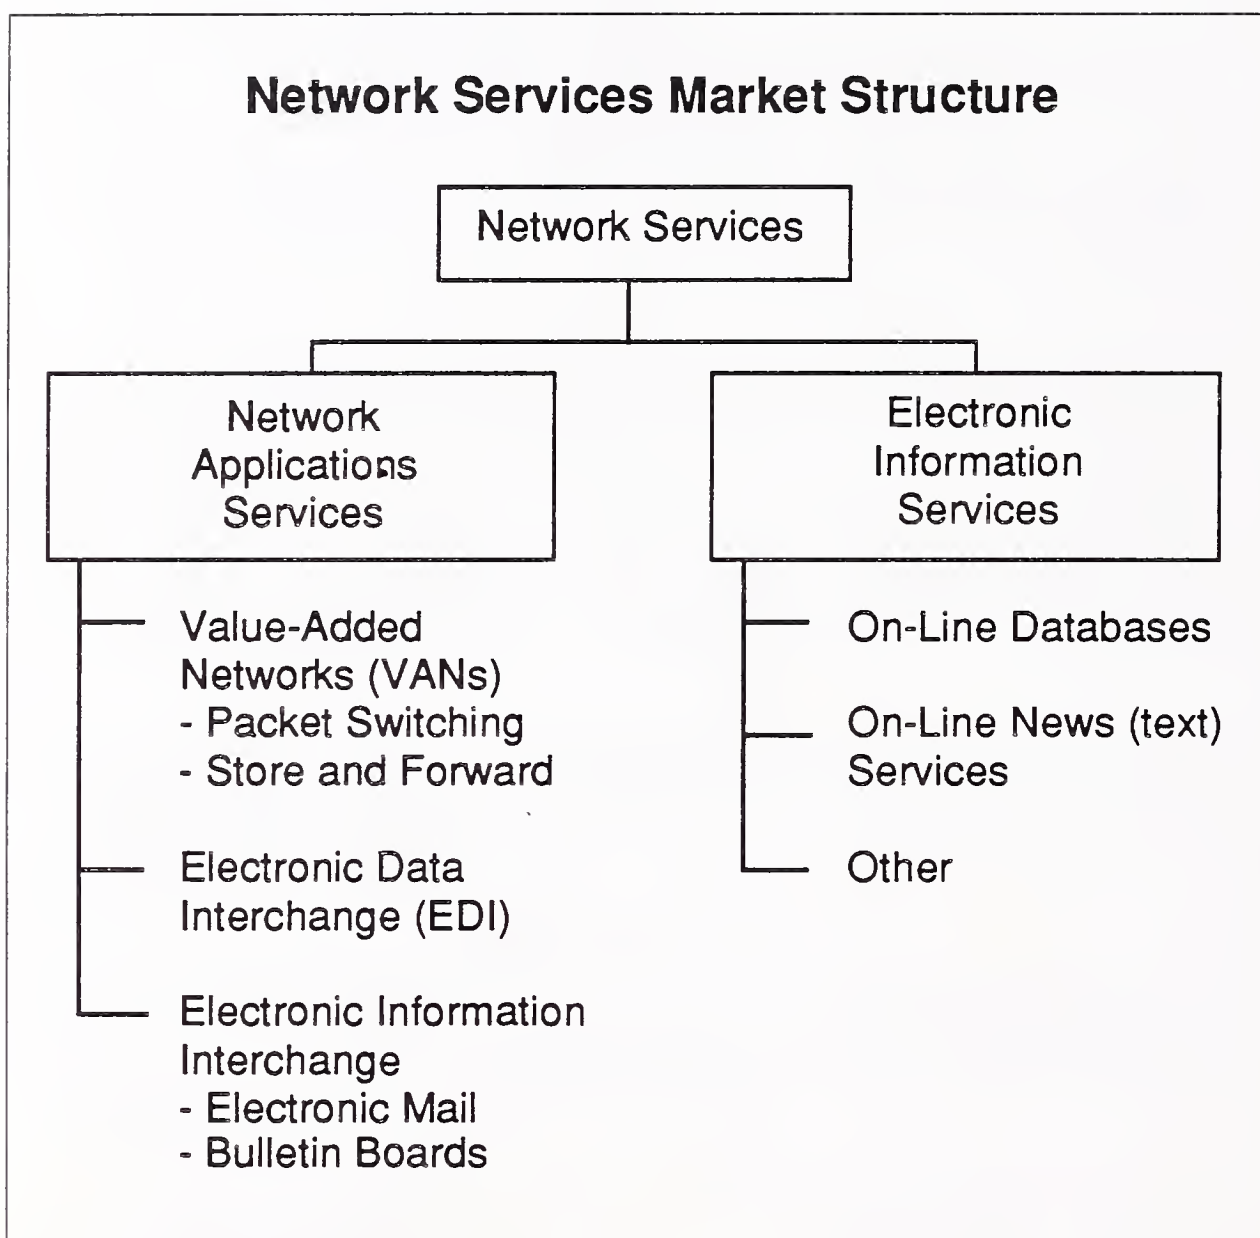 Network Services Market Structure
Network Services
Network
Applications
Services
Value-Added
Networks (VANs)
- Packet Switching
- Store and Forward
Electronic Data
Interchange (EDI)
Electronic Information
Interchange
- Electronic Mail
- Bulletin Boards
Electronic
Information
Services
On-Line Databases
On-Line News (text)
Services
Other